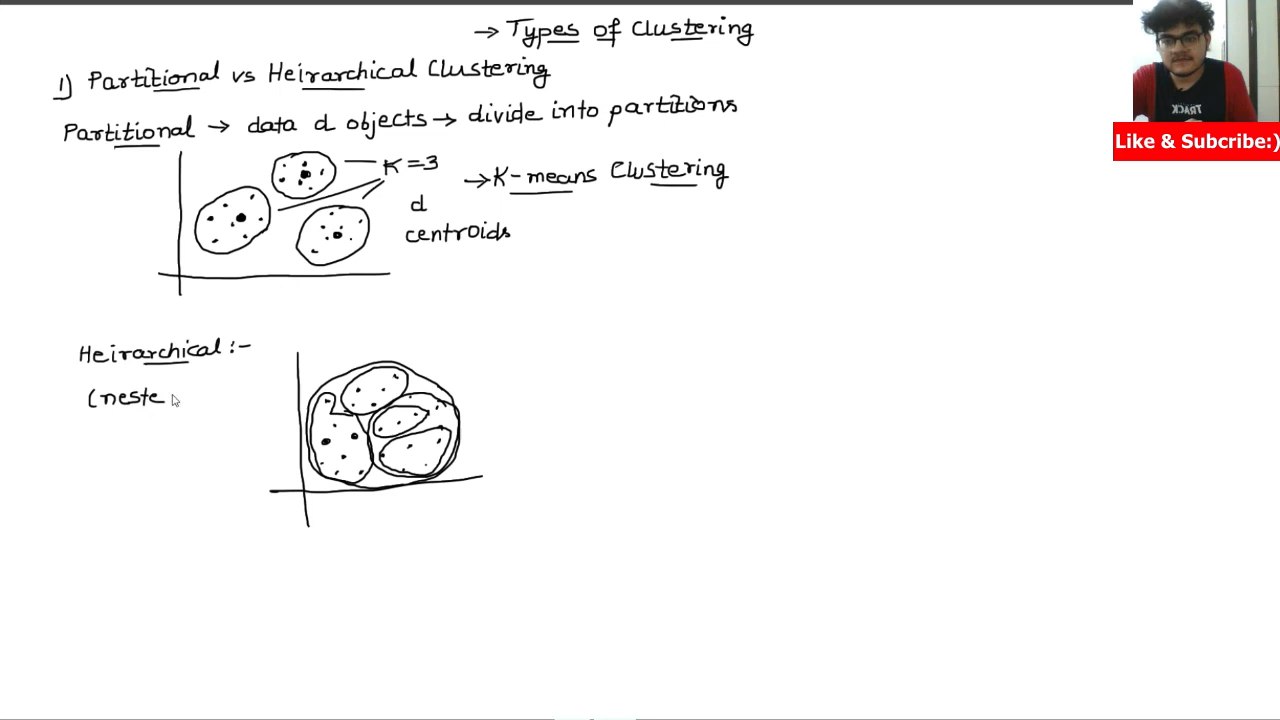 → Types of Clustering
1) Partitional vs Heirarchical Clustering
Partitional → data d objects → divide into partitions
K=3
→ K-means Clustering
d
centroids
Heirarchical :-
(neste
TRACK
Like & Subcribe:)